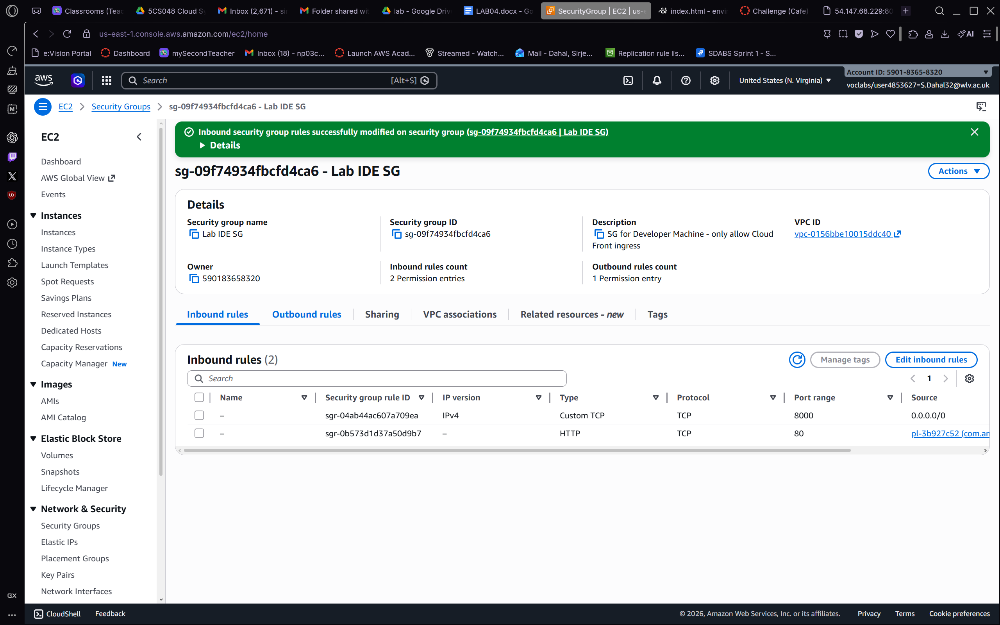 Classrooms (Teac
5CS048 Cloud Sy
Inbox (2,671) - sir
Folder shared wit
lab - Google Driv
LAB04.docx - Go
SecurityGroup | EC2 | us-e
index.html - envir
Challenge (Cafe)
54.147.68.229:80
us-east-1.console.aws.amazon.com/ec2/home
AI
e:Vision Portal
Dashboard
mySecondTeacher
Inbox (18) - np03c...
Launch AWS Acad...
Streamed - Watch...
Mail - Dahal, Sirje...
Replication rule lis...
SDABS Sprint 1 - S...
aws
Search
[Alt+S]
United States (N. Virginia)
Account ID: 5901-8365-8320
voclabs/user4853627=S.Dahal32@wlv.ac.uk
EC2
Security Groups
sg-09f74934fbcfd4ca6 - Lab IDE SG
EC2
Dashboard
AWS Global View
Events
Instances
Instances
Instance Types
Launch Templates
Spot Requests
Savings Plans
Reserved Instances
Dedicated Hosts
Capacity Reservations
Capacity Manager New
Images
AMIs
AMI Catalog
Elastic Block Store
Volumes
Snapshots
Lifecycle Manager
Network & Security
Security Groups
Elastic IPs
Placement Groups
Key Pairs
Network Interfaces
GX
Inbound security group rules successfully modified on security group (sg-09f74934fbcfd4ca6 | Lab IDE SG)
Details
sg-09f74934fbcfd4ca6 - Lab IDE SG
Actions
Details
Security group name
Lab IDE SG
Security group ID
sg-09f74934fbcfd4ca6
Description
SG for Developer Machine - only allow Cloud
Front ingress
VPC ID
vpc-0156bbe10015ddc40
Owner
590183658320
Inbound rules count
2 Permission entries
Outbound rules count
1 Permission entry
Inbound rules
Outbound rules
Sharing
VPC associations
Related resources - new
Tags
Inbound rules (2)
Manage tags
Edit inbound rules
Search
1
Name Security group rule ID IP version Type Protocol Port range Source
– sgr-04ab44ac607a709ea IPv4 Custom TCP TCP 8000 0.0.0.0/0
– sgr-0b573d1d37a50d9b7 – HTTP TCP 80 pl-3b927c52 (com.am
CloudShell
Feedback
© 2026, Amazon Web Services, Inc. or its affiliates.
Privacy
Terms
Cookie preferences